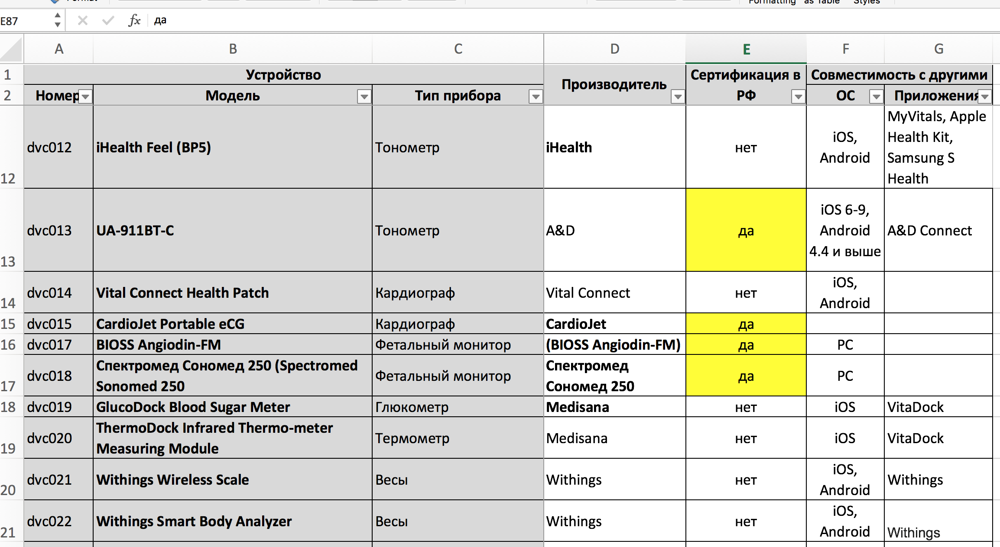 Format
Formatting as Table Styles
E87 fx да
A B C D E F G
1 Устройство Производитель Сертификация в РФ Совместимость с другими
2 Номер Модель Тип прибора ОС Приложения
12 dvc012 iHealth Feel (BP5) Тонометр iHealth нет iOS, Android MyVitals, Apple Health Kit, Samsung S Health
13 dvc013 UA-911BT-C Тонометр A&D да iOS 6-9, Android 4.4 и выше A&D Connect
14 dvc014 Vital Connect Health Patch Кардиограф Vital Connect нет iOS, Android
15 dvc015 CardioJet Portable eCG Кардиограф CardioJet да
16 dvc017 BIOSS Angiodin-FM Фетальный монитор (BIOSS Angiodin-FM) да PC
17 dvc018 Спектромед Сономед 250 (Spectromed Sonomed 250 Фетальный монитор Спектромед Сономед 250 да PC
18 dvc019 GlucoDock Blood Sugar Meter Глюкометр Medisana нет iOS VitaDock
19 dvc020 ThermoDock Infrared Thermo-meter Measuring Module Термометр Medisana нет iOS VitaDock
20 dvc021 Withings Wireless Scale Весы Withings нет iOS, Android Withings
21 dvc022 Withings Smart Body Analyzer Весы Withings нет iOS, Android Withings